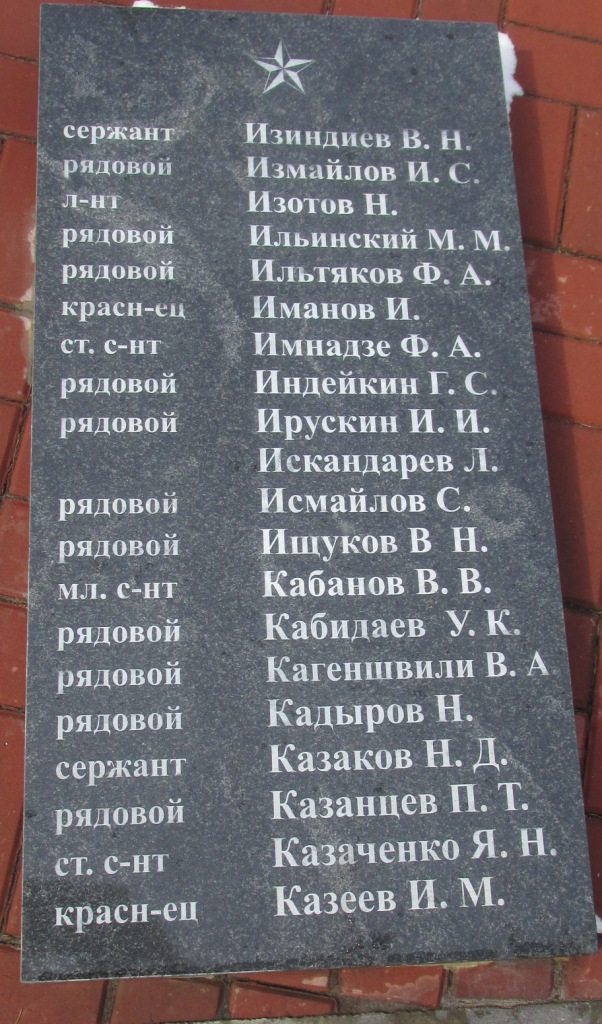 сержант Изиндиев В. Н.
рядовой Измайлов И. С.
л-нт Изотов Н.
рядовой Ильинский М. М.
рядовой Ильтяков Ф. А.
красн-ец Иманов И.
ст. с-нт Имнадзе Ф. А.
рядовой Индейкин Г. С.
рядовой Ирускин И. И.
Искандарев Л.
рядовой Исмайлов С.
рядовой Ищуков В Н.
мл. с-нт Кабанов В. В.
рядовой Кабидаев У. К.
рядовой Кагеншвили В. А
рядовой Кадыров Н.
сержант Казаков Н. Д.
рядовой Казанцев П. Т.
ст. с-нт Казаченко Я. Н.
красн-ец Казеев И. М.